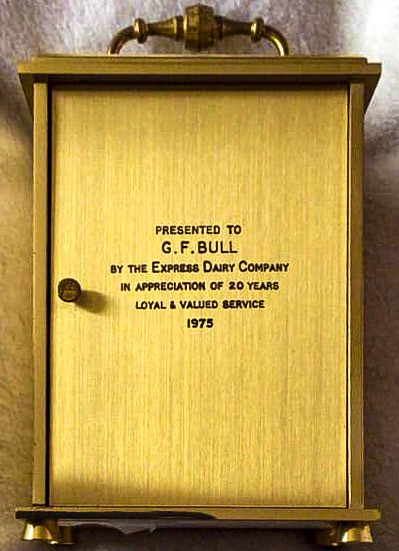 PRESENTED TO
G.F.BULL
BY THE EXPRESS DAIRY COMPANY
IN APPRECIATION OF 20 YEARS
LOYAL & VALUED SERVICE
1975